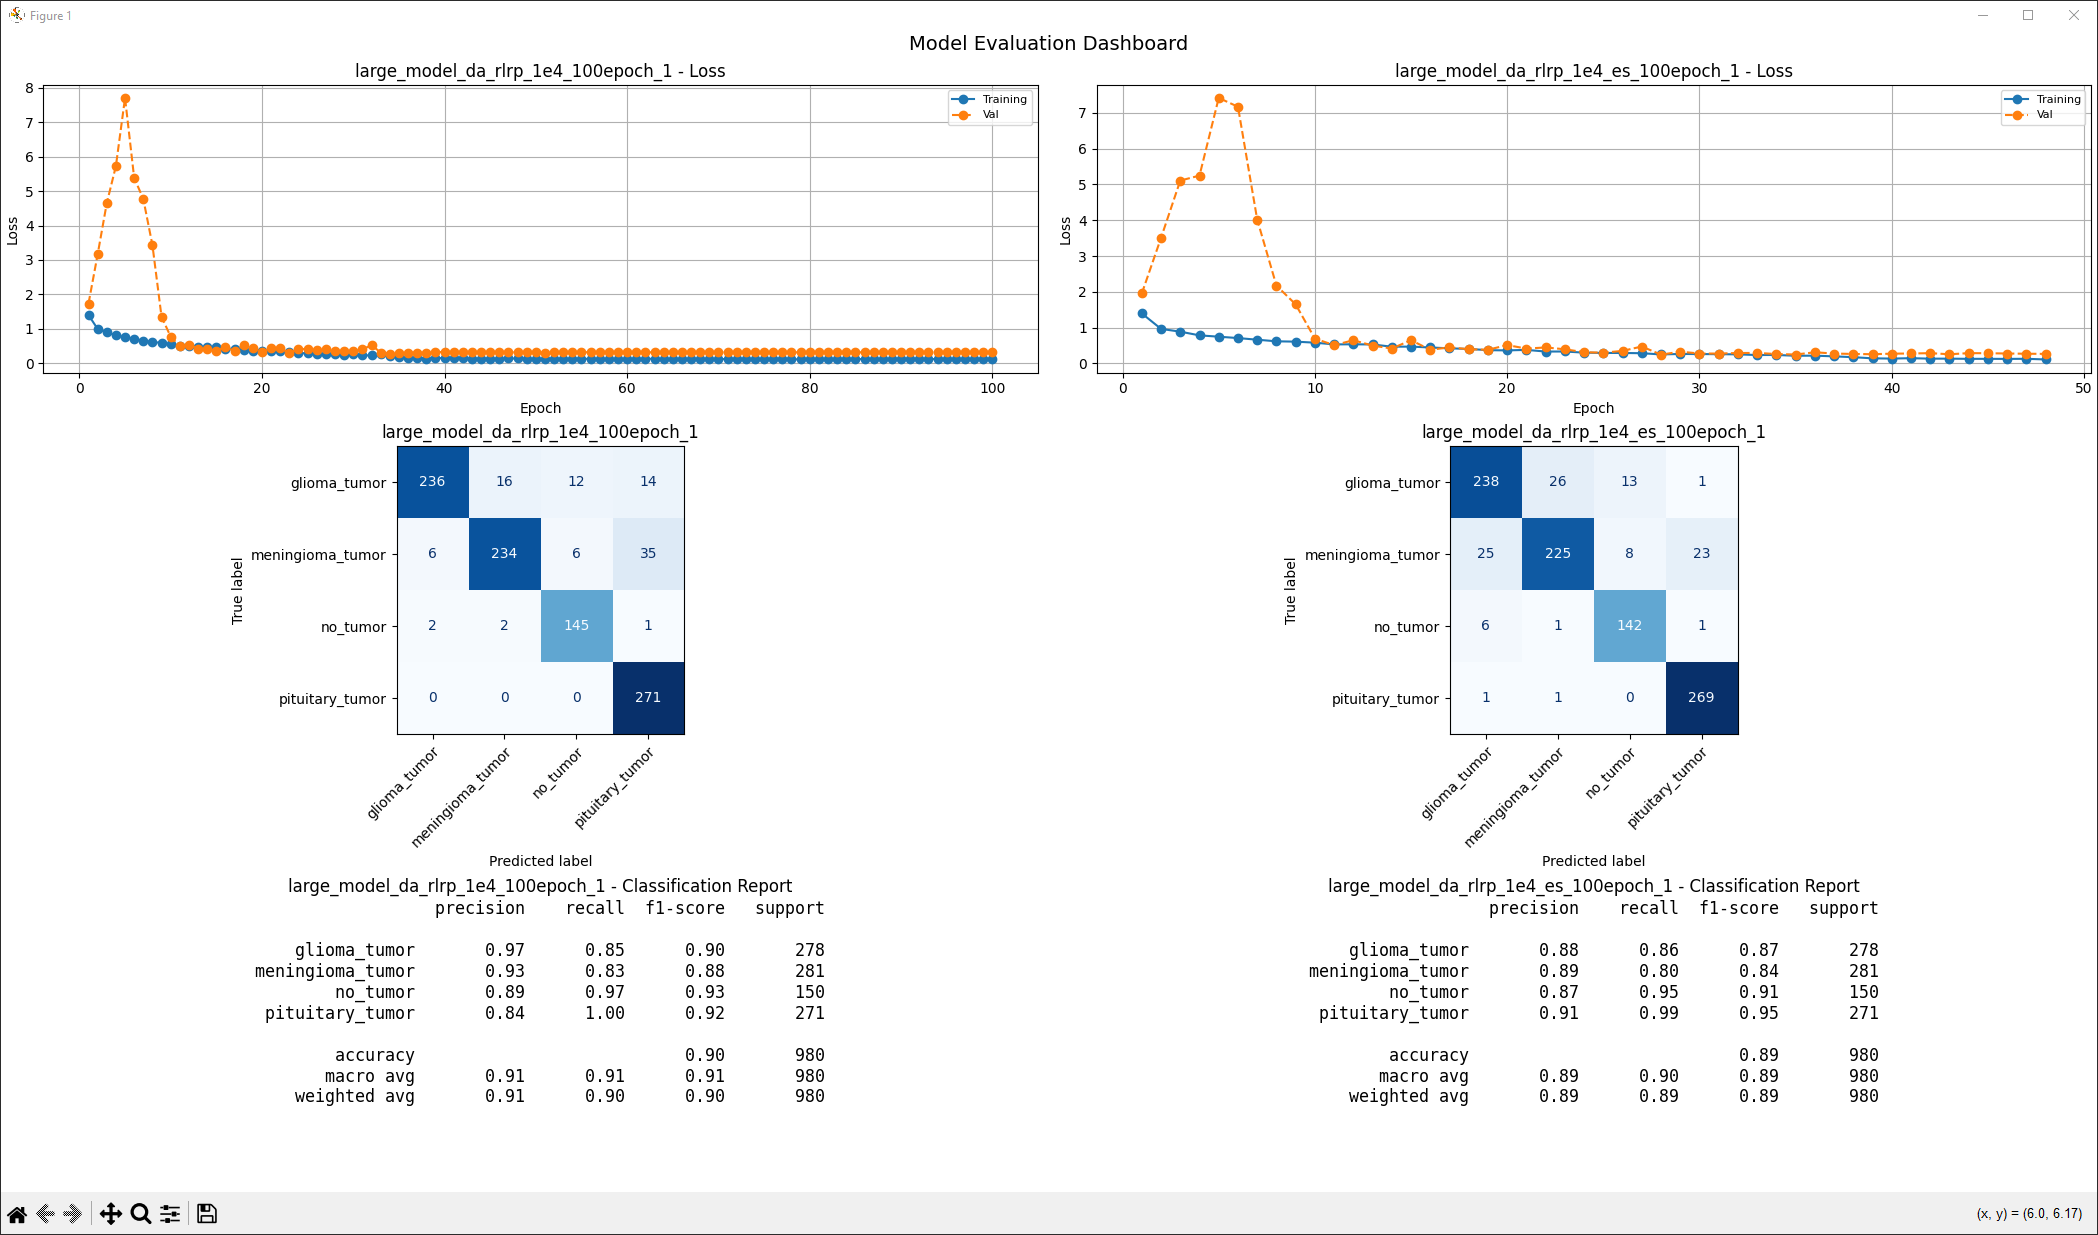 Figure 1
Model Evaluation Dashboard
large_model_da_rlrp_1e4_100epoch_1 - Loss
8
7
6
5
4
3
2
1
0
Loss
Training
Val
0 20 40 60 80 100
Epoch
large_model_da_rlrp_1e4_es_100epoch_1 - Loss
7
6
5
4
3
2
1
0
Loss
Training
Val
0 10 20 30 40 50
Epoch
large_model_da_rlrp_1e4_100epoch_1
True label
glioma_tumor 236 16 12 14
meningioma_tumor 6 234 6 35
no_tumor 2 2 145 1
pituitary_tumor 0 0 0 271
glioma_tumor
meningioma_tumor
no_tumor
pituitary_tumor
Predicted label
large_model_da_rlrp_1e4_es_100epoch_1
True label
glioma_tumor 238 26 13 1
meningioma_tumor 25 225 8 23
no_tumor 6 1 142 1
pituitary_tumor 1 1 0 269
glioma_tumor
meningioma_tumor
no_tumor
pituitary_tumor
Predicted label
large_model_da_rlrp_1e4_100epoch_1 - Classification Report
precision recall f1-score support
glioma_tumor 0.97 0.85 0.90 278
meningioma_tumor 0.93 0.83 0.88 281
no_tumor 0.89 0.97 0.93 150
pituitary_tumor 0.84 1.00 0.92 271
accuracy 0.90 980
macro avg 0.91 0.91 0.91 980
weighted avg 0.91 0.90 0.90 980
large_model_da_rlrp_1e4_es_100epoch_1 - Classification Report
precision recall f1-score support
glioma_tumor 0.88 0.86 0.87 278
meningioma_tumor 0.89 0.80 0.84 281
no_tumor 0.87 0.95 0.91 150
pituitary_tumor 0.91 0.99 0.95 271
accuracy 0.89 980
macro avg 0.89 0.90 0.89 980
weighted avg 0.89 0.89 0.89 980
(x, y) = (6.0, 6.17)